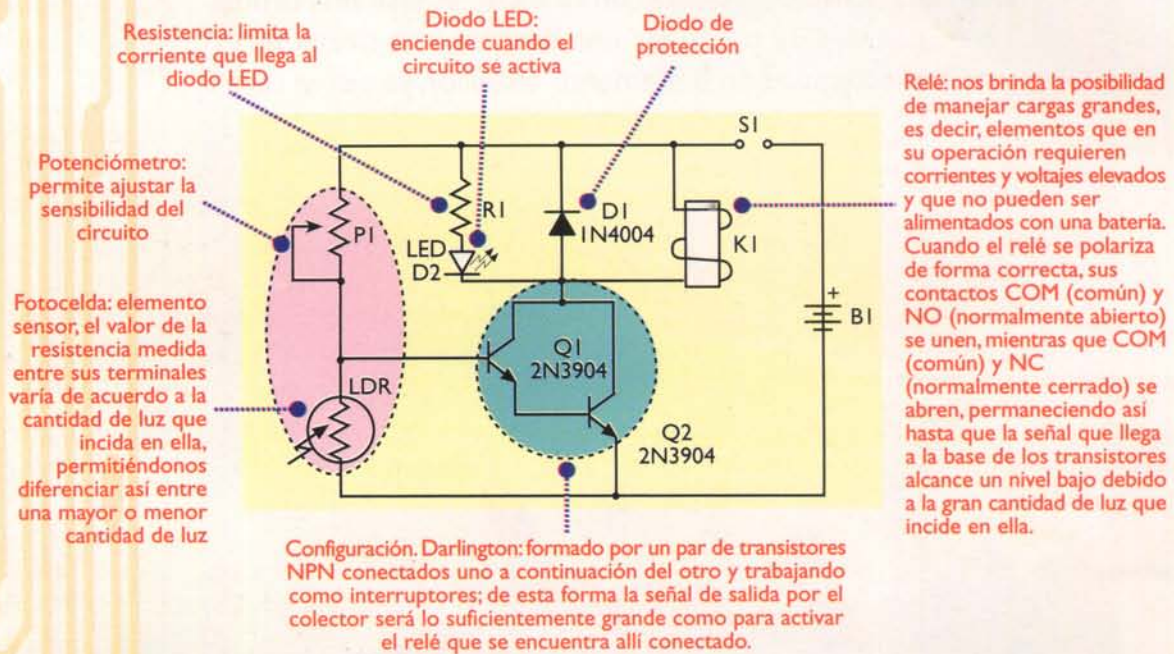 Resistencia: limita la
corriente que llega al
diodo LED
Diodo LED:
enciende cuando el
circuito se activa
Diodo de
protección
Relé: nos brinda la posibilidad
de manejar cargas grandes,
es decir, elementos que en
su operación requieren
corrientes y voltajes elevados
y que no pueden ser
alimentados con una batería.
Cuando el relé se polariza
de forma correcta, sus
contactos COM (común) y
NO (normalmente abierto)
se unen, mientras que COM
(común) y NC
(normalmente cerrado) se
abren, permaneciendo así
hasta que la señal que llega
a la base de los transistores
alcance un nivel bajo debido
a la gran cantidad de luz que
incide en ella.
Potenciómetro:
permite ajustar la
sensibilidad del
circuito
Fotocelda: elemento
sensor, el valor de la
resistencia medida
entre sus terminales
varía de acuerdo a la
cantidad de luz que
incida en ella,
permitiéndonos
diferenciar así entre
una mayor o menor
cantidad de luz
S1
P1
R1
LED
D2
D1
1N4004
K1
+
B1
LDR
Q1
2N3904
Q2
2N3904
Configuración. Darlington: formado por un par de transistores
NPN conectados uno a continuación del otro y trabajando
como interruptores; de esta forma la señal de salida por el
colector será lo suficientemente grande como para activar
el relé que se encuentra allí conectado.